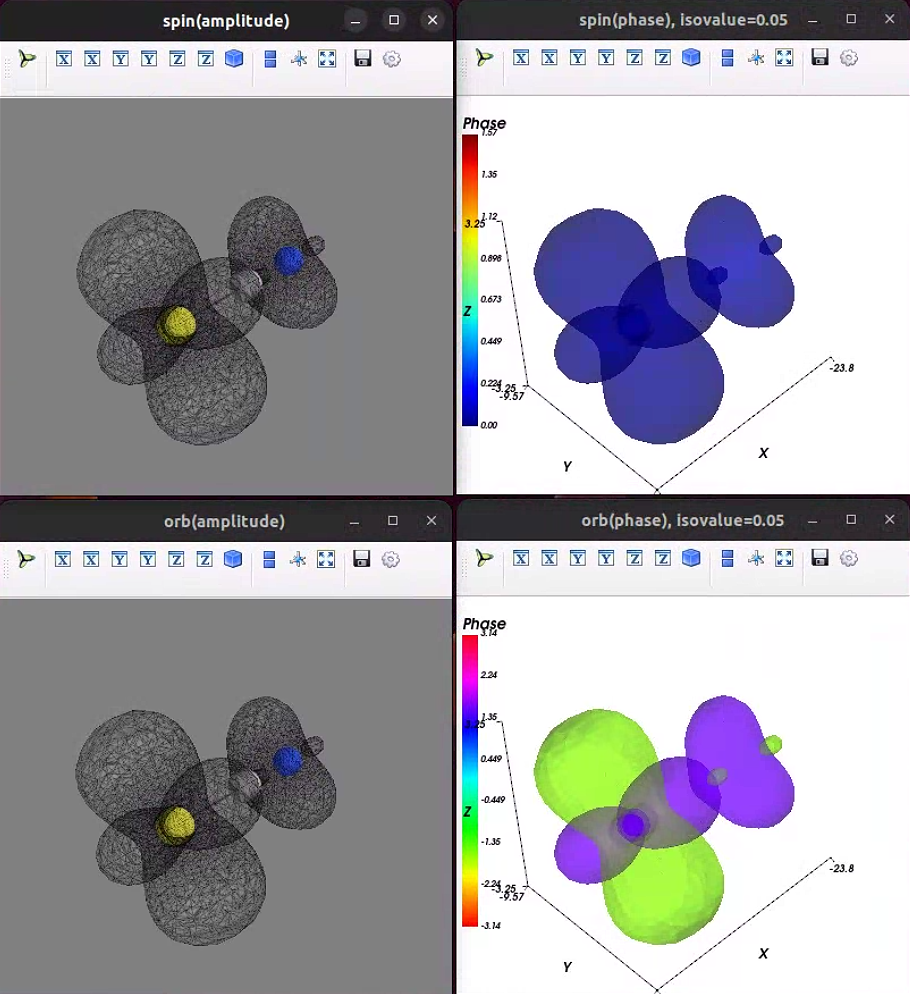 spin(amplitude)
X X Y Y Z Z
spin(phase), isovalue=0.05
X X Y Y Z Z
Phase
1.57
1.35
1.12
3.25
0.898
0.673
Z
0.449
0.224
-3.25
-9.57
0.00
-23.8
Y
X
orb(amplitude)
X X Y Y Z Z
orb(phase), isovalue=0.05
X X Y Y Z Z
Phase
3.14
2.24
1.35
3.25
0.449
-0.449
Z
-1.35
-2.24
-3.25
-9.57
-3.14
-23.8
Y
X